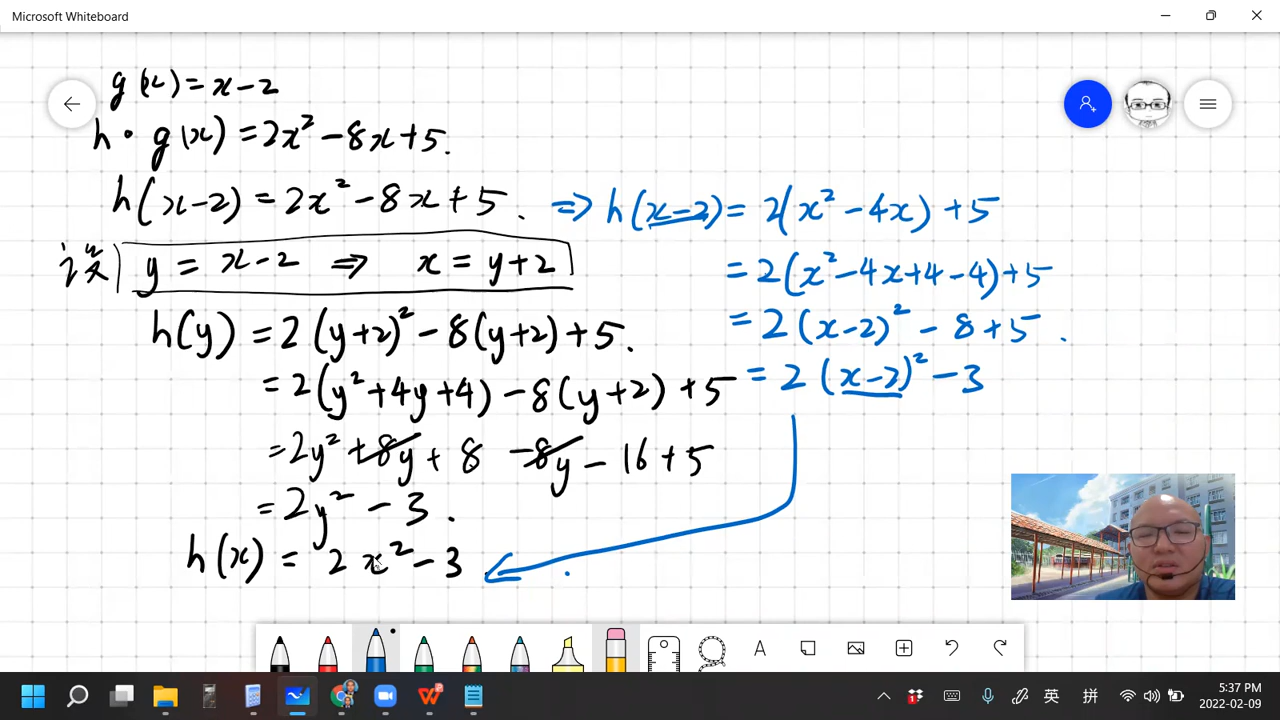 Microsoft Whiteboard
g(x)=x-2
h∘g(x)=2x²-8x+5.
h(x-2)=2x²-8x+5.
⇒h(x-2)=2(x²-4x)+5
设 y=x-2 ⇒ x=y+2
=2(x²-4x+4-4)+5
h(y)=2(y+2)²-8(y+2)+5.
=2(x-2)²-8+5.
=2(y²+4y+4)-8(y+2)+5
=2(x-2)²-3
=2y²+8y+8-8y-16+5
=2y²-3.
h(x)=2x²-3
A
英
拼
5:37 PM
2022-02-09